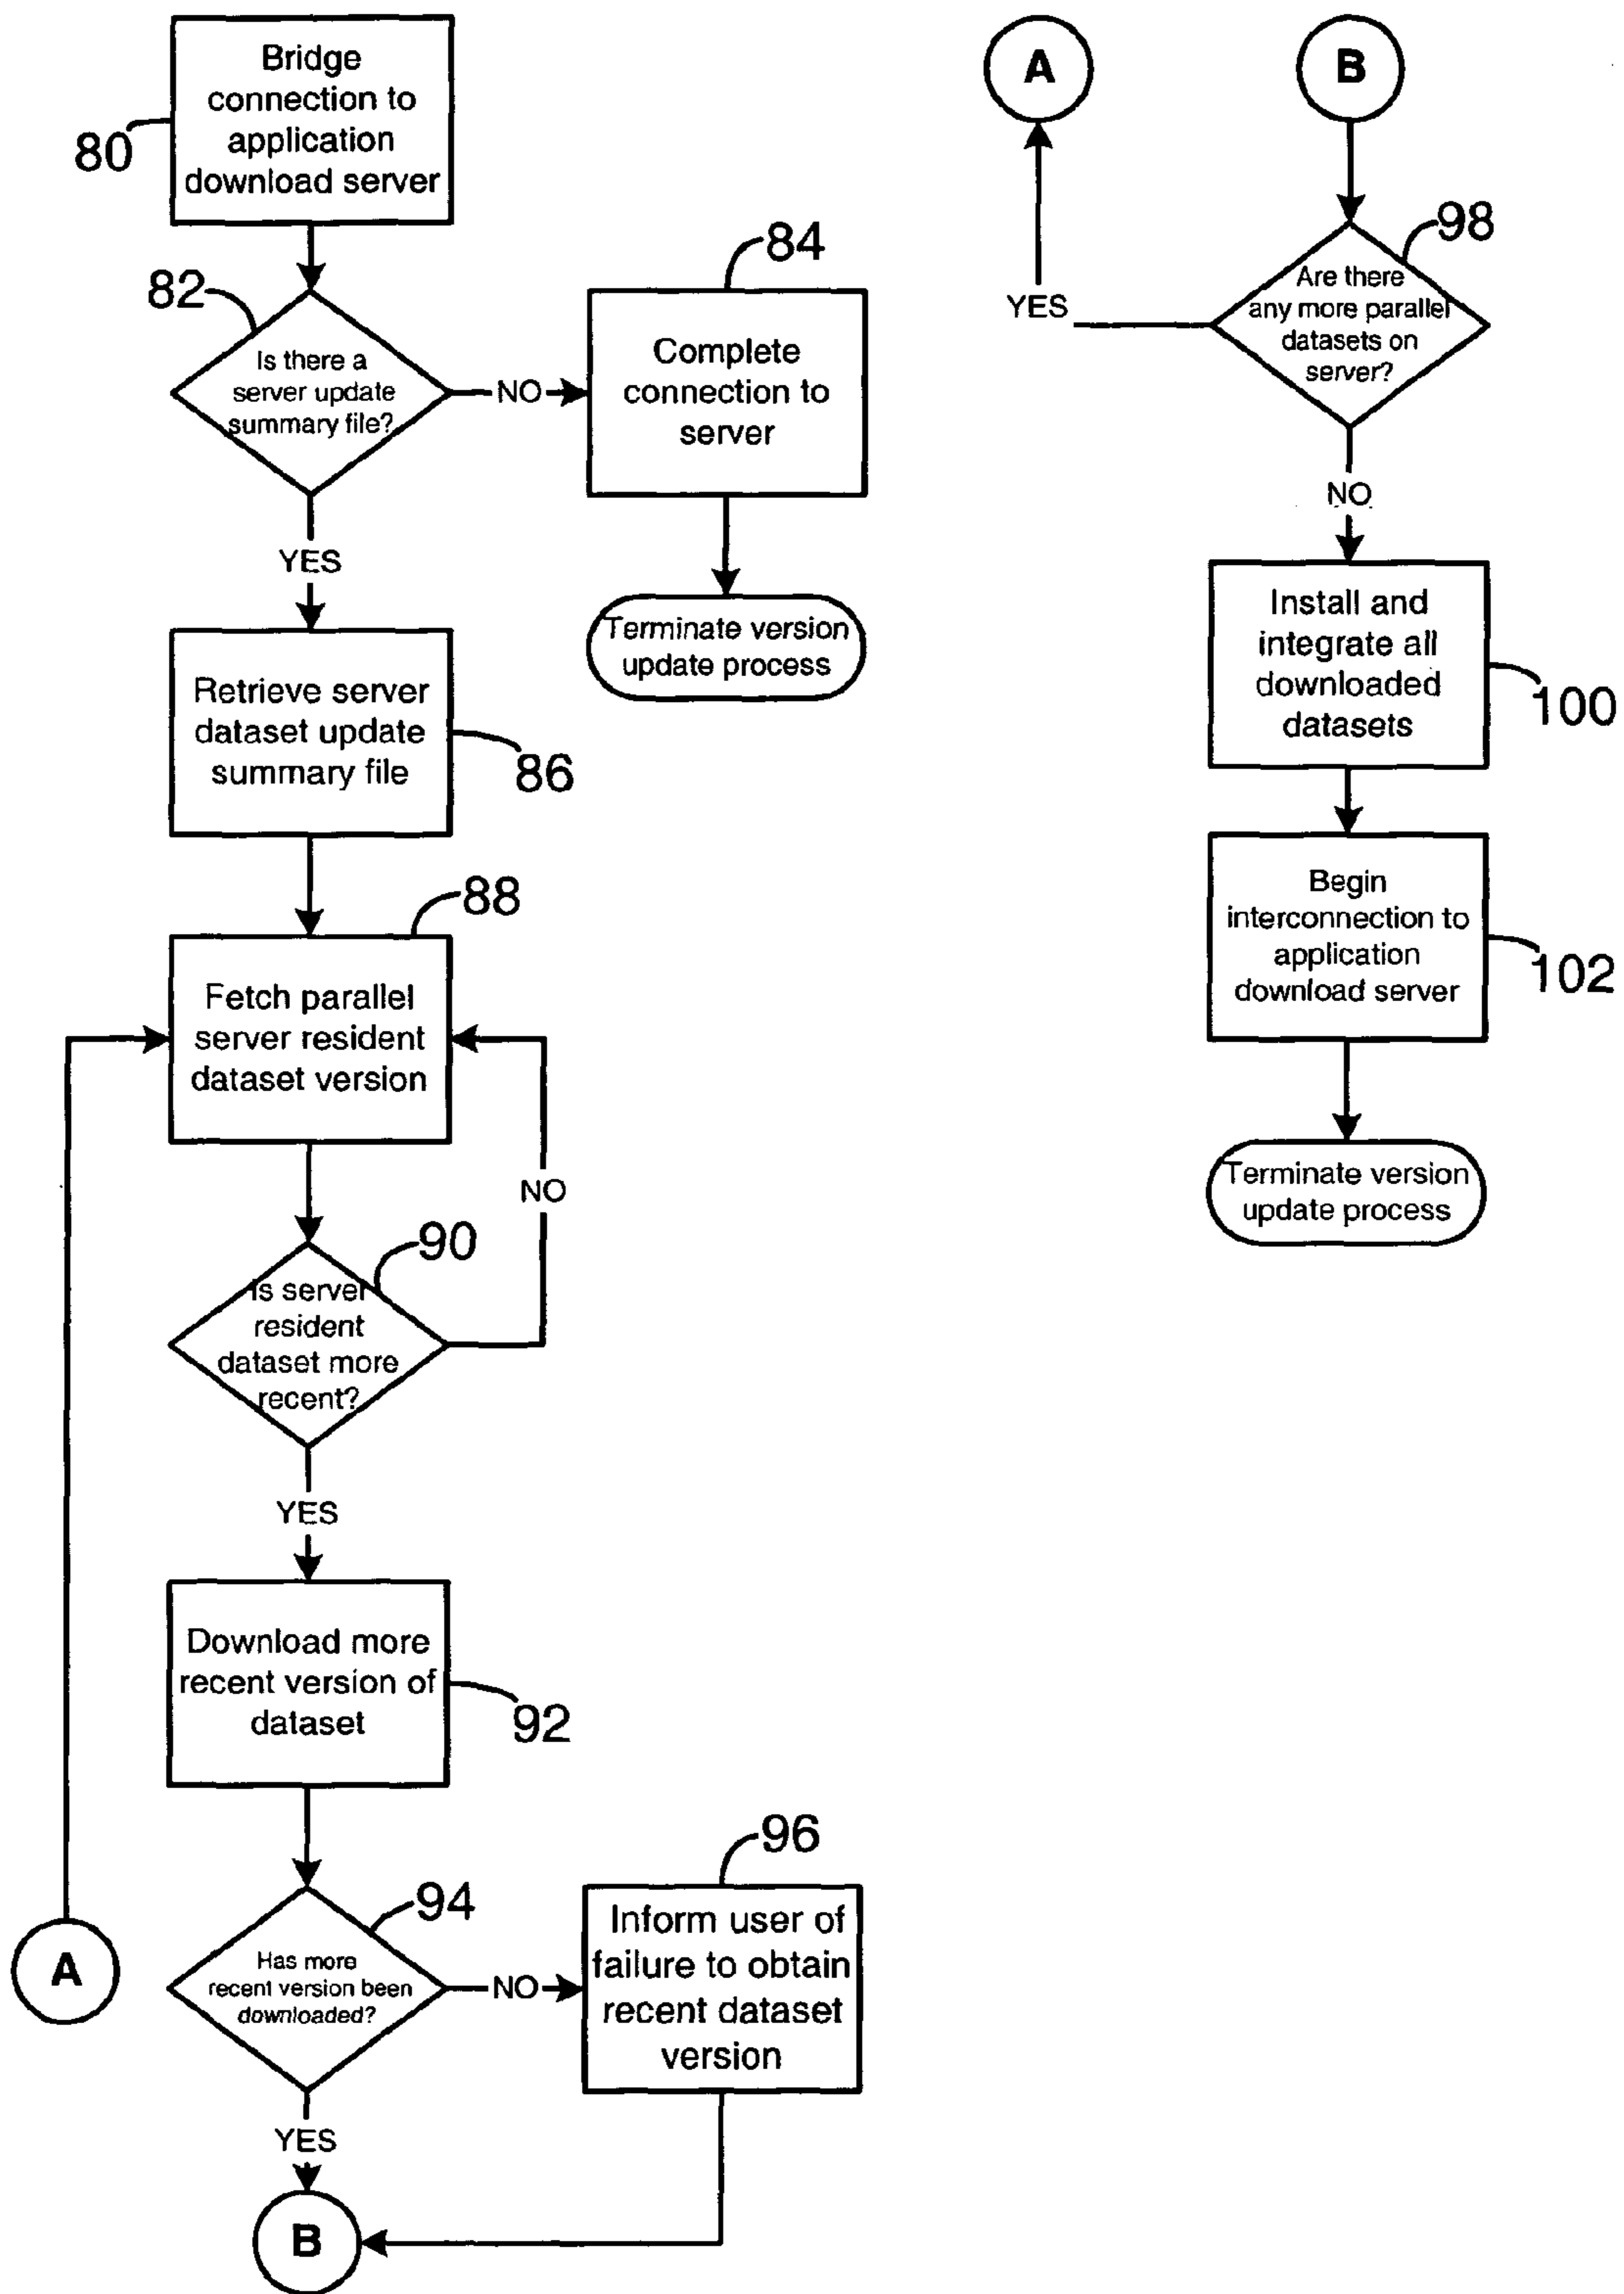 Bridge
connection to
application
download server
80
82
Is there a
server update
summary file?
NO
84
Complete
connection to
server
YES
Terminate version
update process
Retrieve server
dataset update
summary file
86
88
Fetch parallel
server resident
dataset version
NO
90
Is server
resident
dataset more
recent?
YES
Download more
recent version of
dataset
92
94
Has more
recent version been
downloaded?
NO
96
Inform user of
failure to obtain
recent dataset
version
A
YES
B
A
B
98
Are there
any more parallel
datasets on
server?
YES
NO
Install and
integrate all
downloaded
datasets
100
Begin
interconnection to
application
download server
102
Terminate version
update process